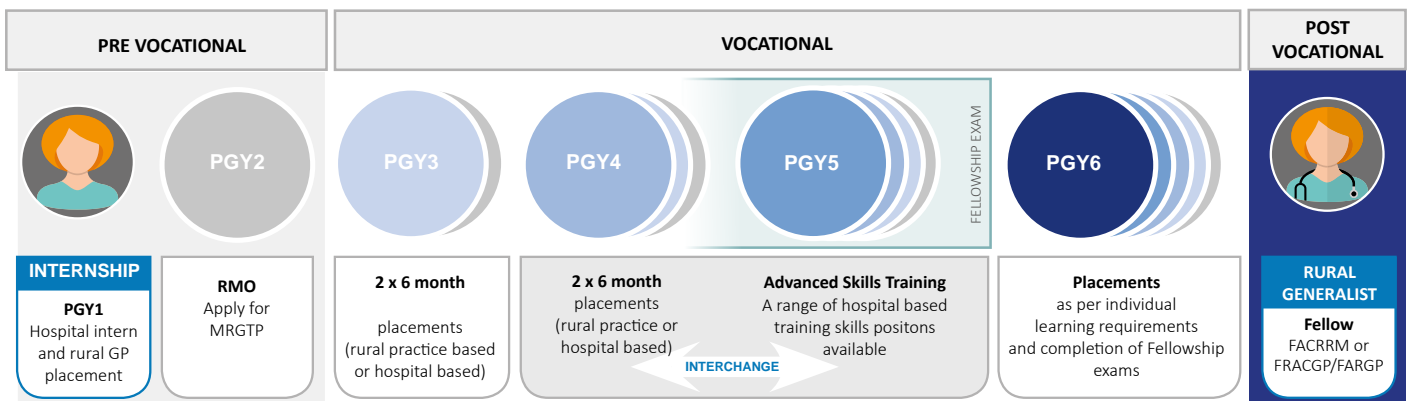 PRE VOCATIONAL
VOCATIONAL
POST
VOCATIONAL
PGY2
PGY3
PGY4
PGY5
FELLOWSHIP EXAM
PGY6
INTERNSHIP
PGY1
Hospital intern
and rural GP
placement
RMO
Apply for
MRGTP
2 x 6 month
placements
(rural practice based
or hospital based)
2 x 6 month
placements
(rural practice or
hospital based)
Advanced Skills Training
A range of hospital based
training skills positons
available
INTERCHANGE
Placements
as per individual
learning requirements
and completion of Fellowship
exams
RURAL
GENERALIST
Fellow
FACRRM or
FRACGP/FARGP